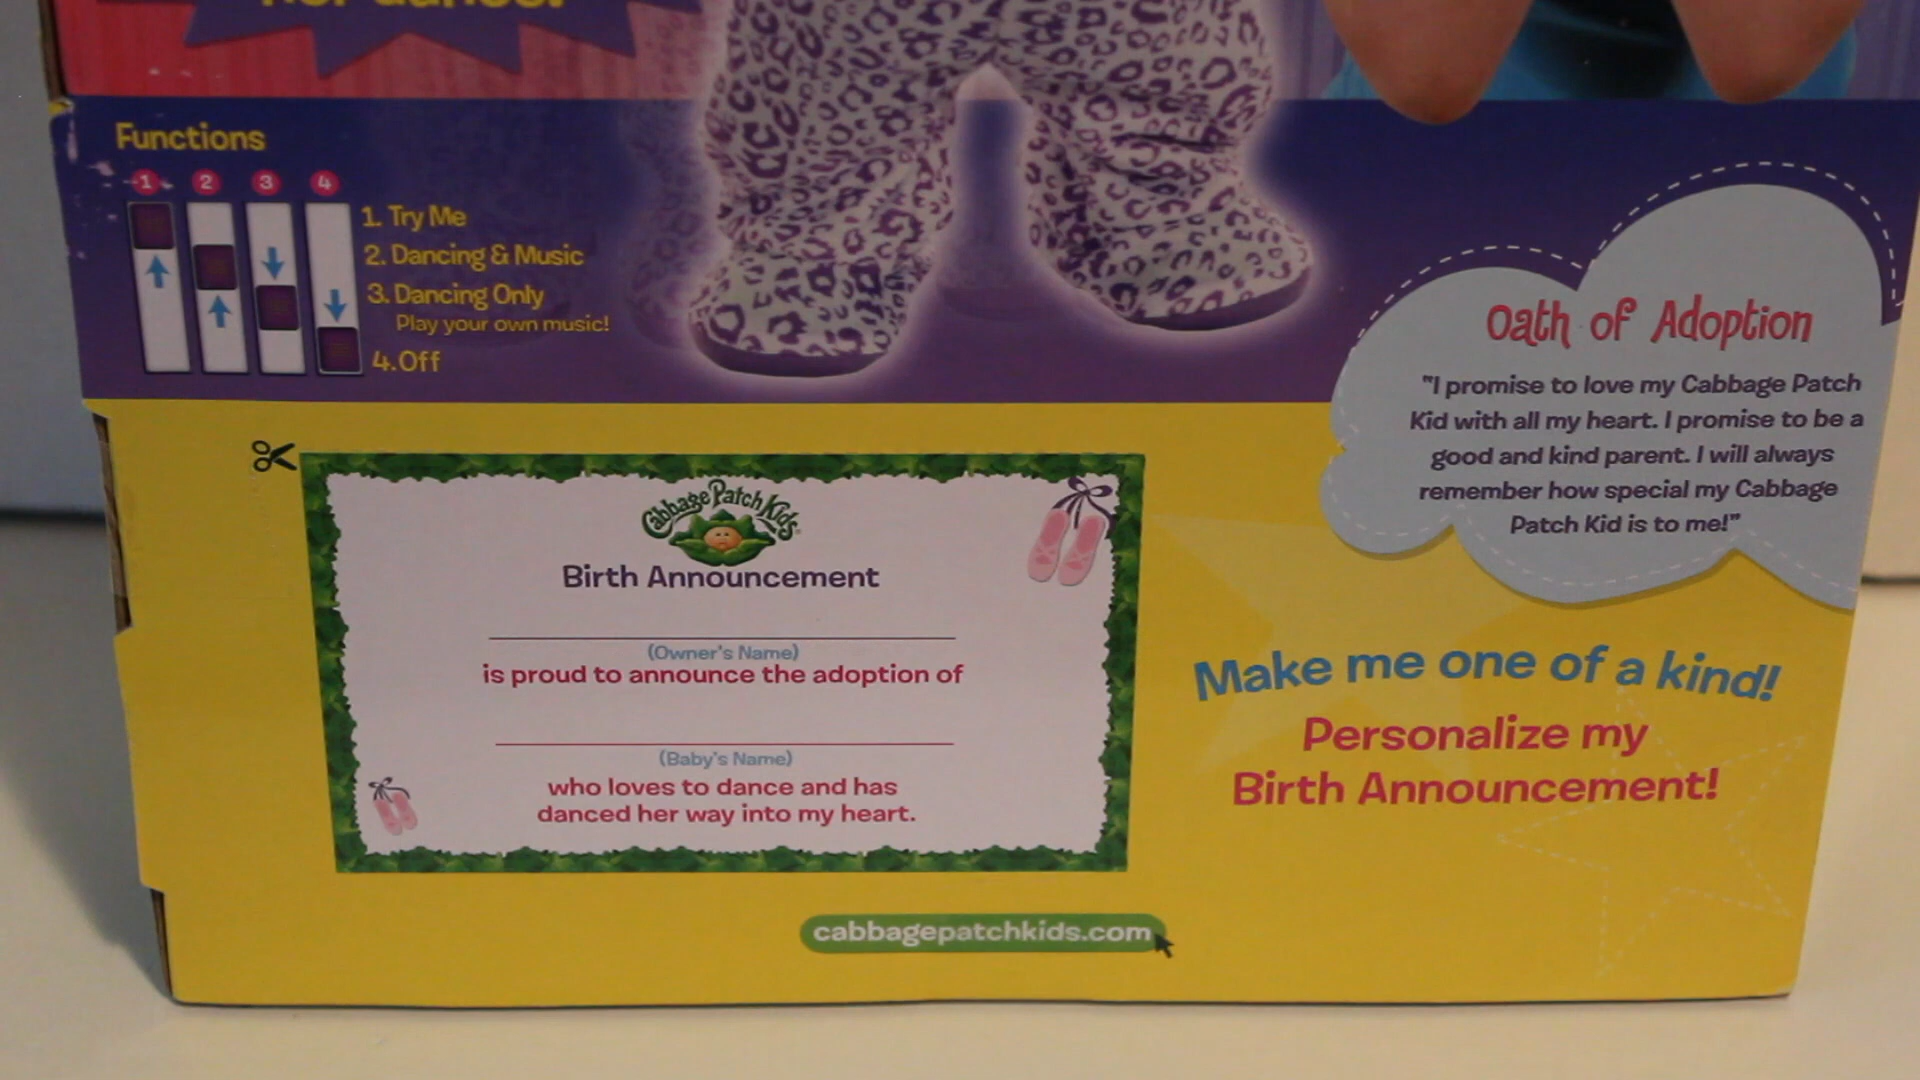 Functions
1 2 3 4
1. Try Me
2. Dancing & Music
3. Dancing Only
Play your own music!
4. Off
Oath of Adoption
"I promise to love my Cabbage Patch
Kid with all my heart. I promise to be a
good and kind parent. I will always
remember how special my Cabbage
Patch Kid is to me!"
Cabbage Patch Kids
Birth Announcement
(Owner's Name)
is proud to announce the adoption of
(Baby's Name)
who loves to dance and has
danced her way into my heart.
Make me one of a kind!
Personalize my
Birth Announcement!
cabbagepatchkids.com